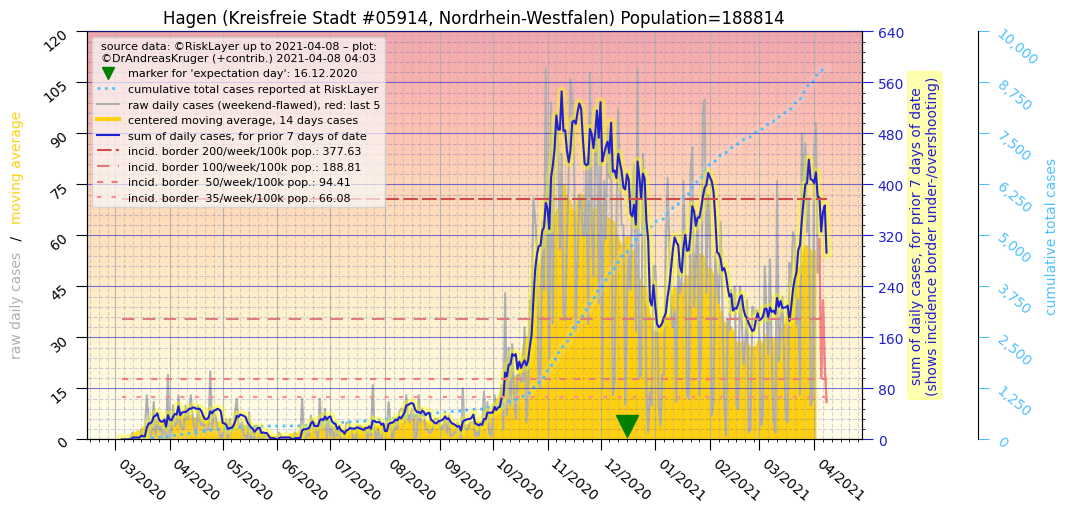 Hagen (Kreisfreie Stadt #05914, Nordrhein-Westfalen) Population=188814
source data: ©RiskLayer up to 2021-04-08 – plot:
©DrAndreasKruger (+contrib.) 2021-04-08 04:03
marker for 'expectation day': 16.12.2020
cumulative total cases reported at RiskLayer
raw daily cases (weekend-flawed), red: last 5
centered moving average, 14 days cases
sum of daily cases, for prior 7 days of date
incid. border 200/week/100k pop.: 377.63
incid. border 100/week/100k pop.: 188.81
incid. border  50/week/100k pop.: 94.41
incid. border  35/week/100k pop.: 66.08
raw daily cases / moving average
120
105
90
75
60
45
30
15
0
03/2020
04/2020
05/2020
06/2020
07/2020
08/2020
09/2020
10/2020
11/2020
12/2020
01/2021
02/2021
03/2021
04/2021
640
560
480
400
320
240
160
80
0
sum of daily cases, for prior 7 days of date
(shows incidence border under-/overshooting)
10,000
8,750
7,500
6,250
5,000
3,750
2,500
1,250
0
cumulative total cases